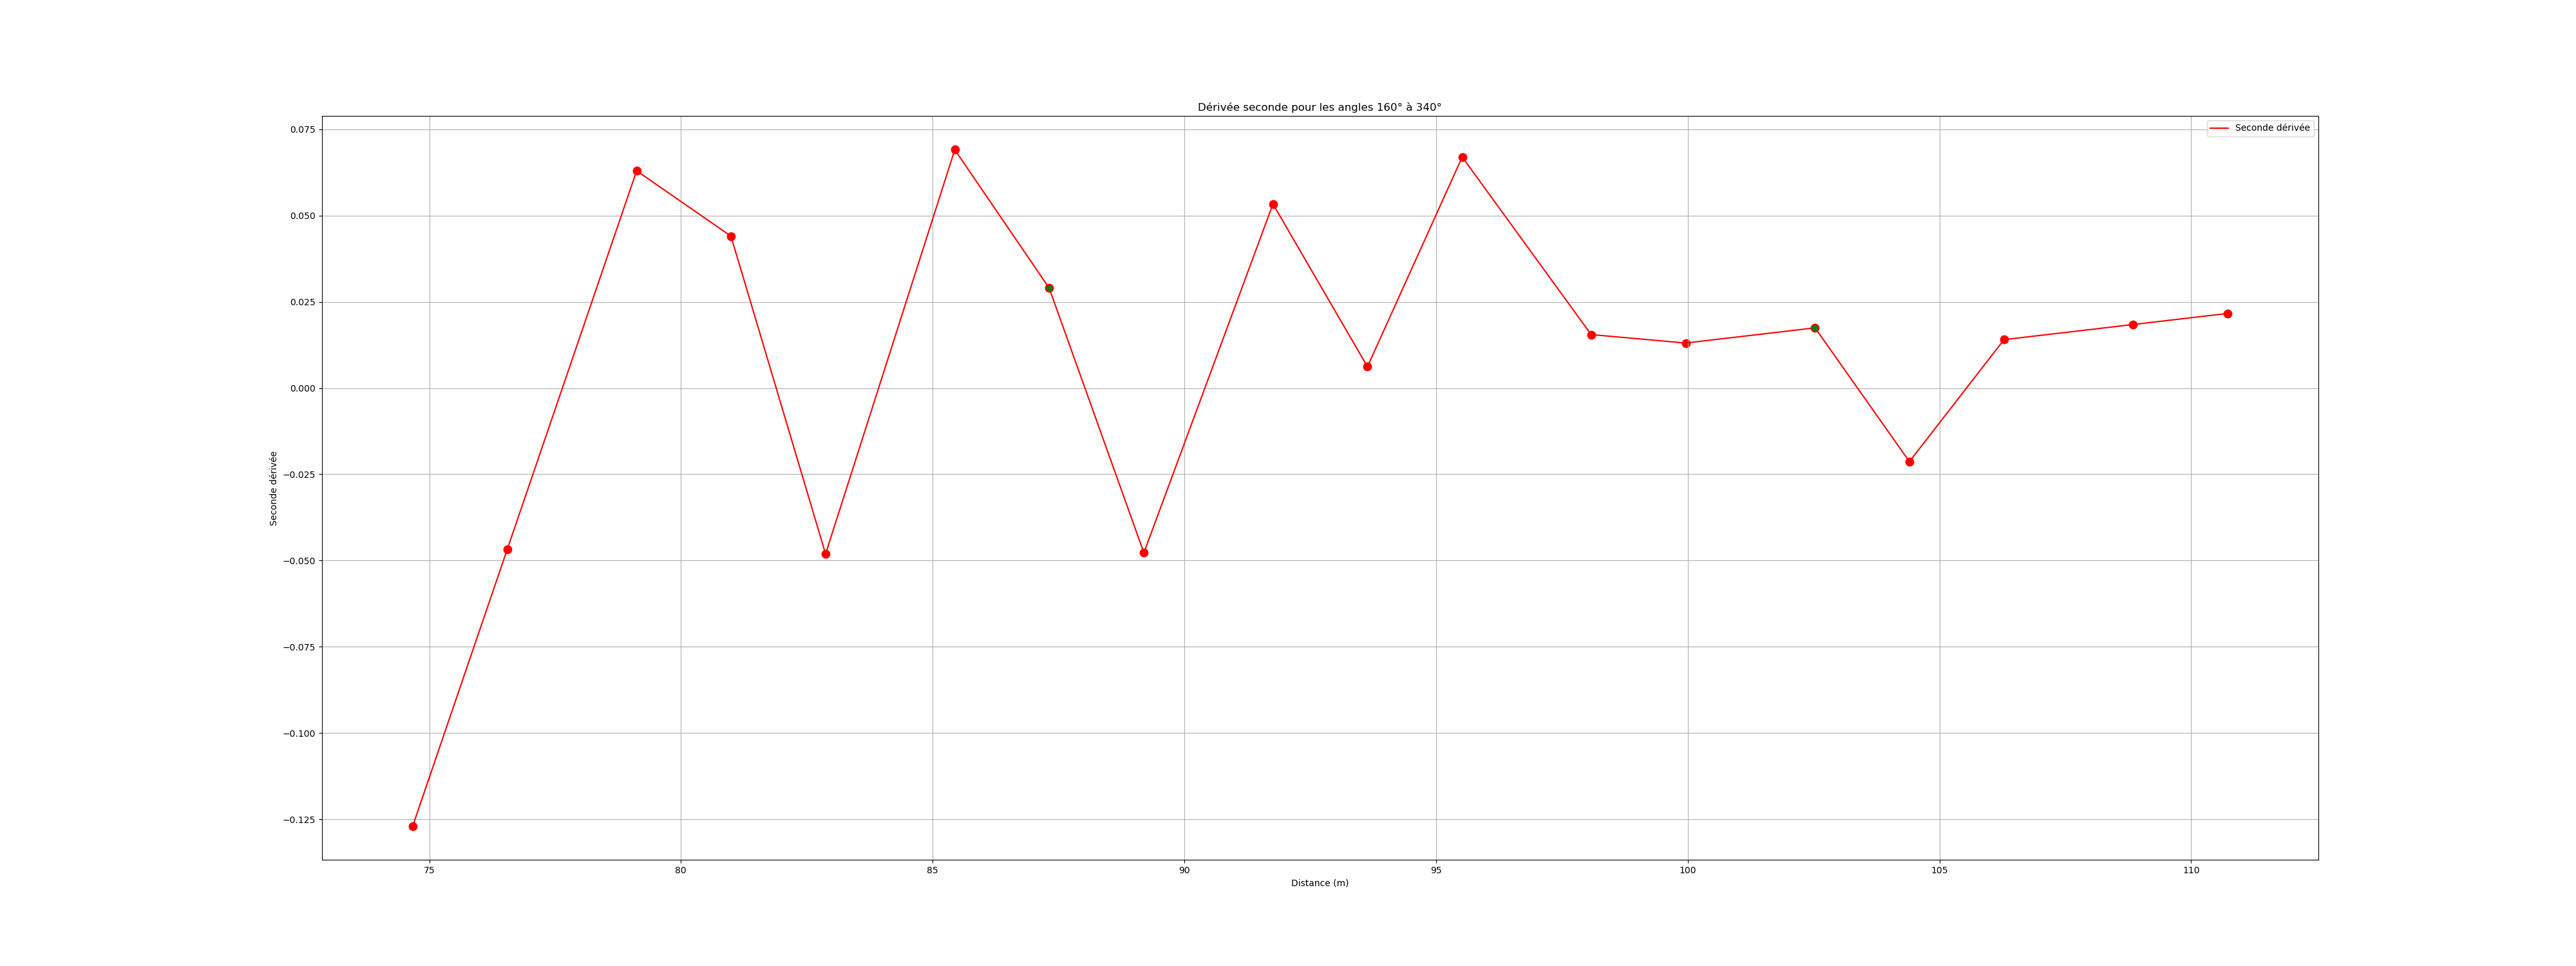 Dérivée seconde pour les angles 160° à 340°
Seconde dérivée
0.075
0.050
0.025
0.000
−0.025
−0.050
−0.075
−0.100
−0.125
Seconde dérivée
75 80 85 90 95 100 105 110
Distance (m)